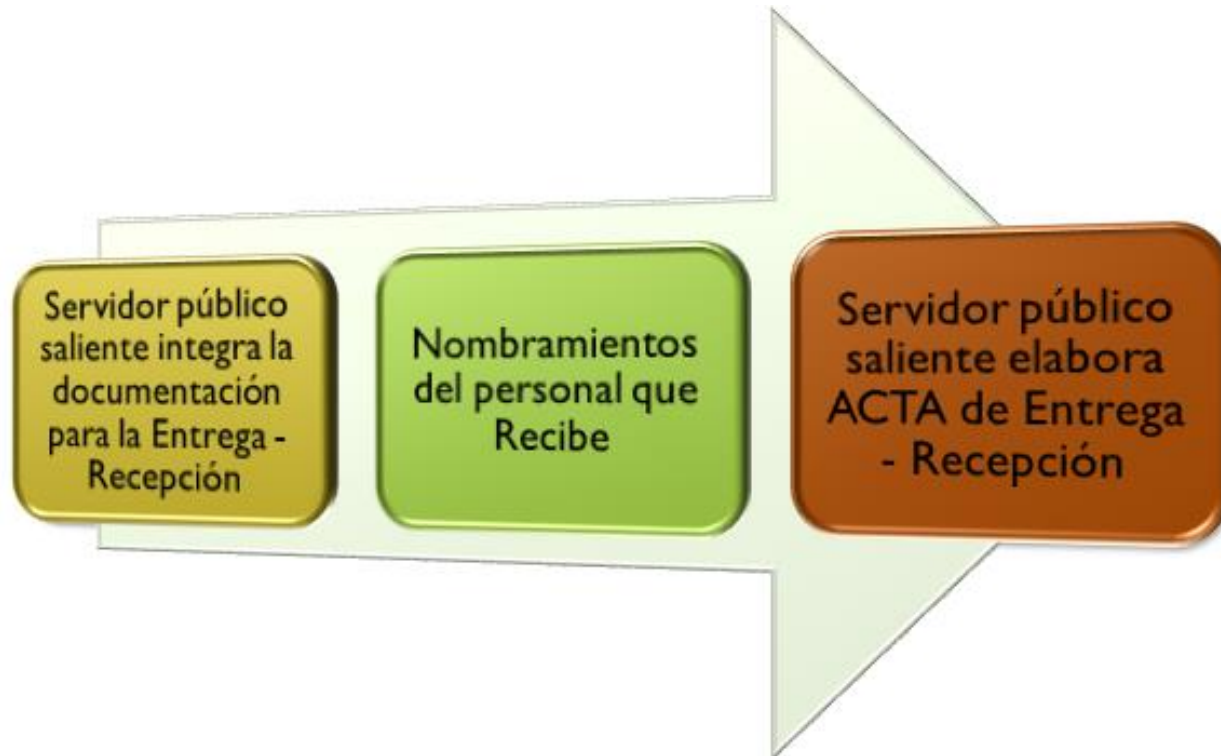 Servidor público
saliente integra la
documentación
para la Entrega -
Recepción
Nombramientos
del personal que
Recibe
Servidor público
saliente elabora
ACTA de Entrega
- Recepción